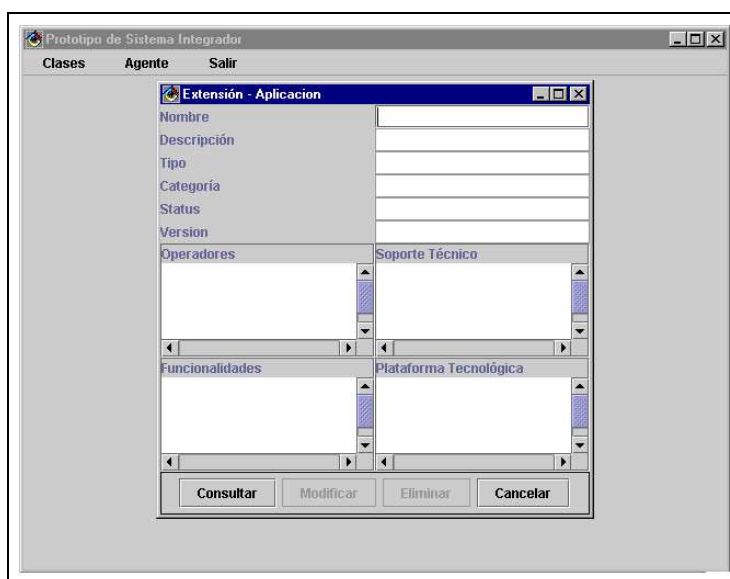 Prototipo de Sistema Integrador
Clases Agente Salir
Extensión - Aplicacion
Nombre
Descripción
Tipo
Categoría
Status
Version
Operadores Soporte Técnico
Funcionalidades Plataforma Tecnológica
Consultar Modificar Eliminar Cancelar